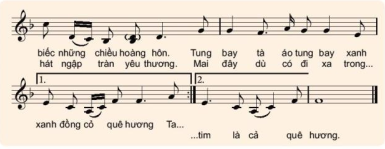 biếc những chiều hoàng hôn. Tung bay tà áo tung bay xanh
hát ngập tràn yêu thương. Mai đây dù có đi xa trong...
1. 2.
xanh đồng cỏ quê hương Ta...
...tim là cả quê hương.